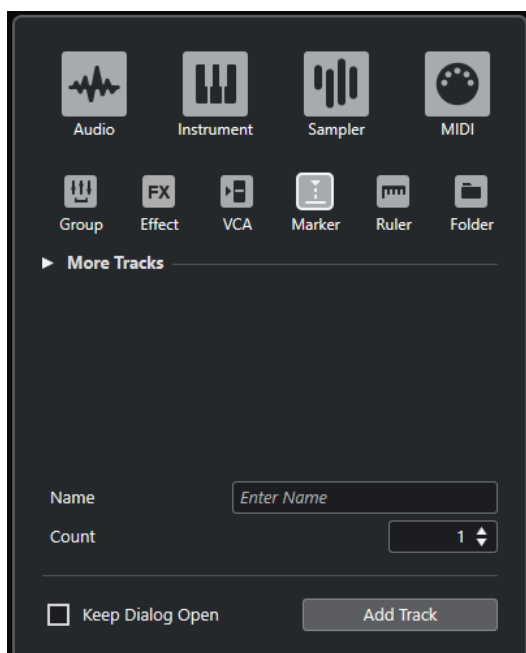 Audio Instrument Sampler MIDI
FX
Group Effect VCA Marker Ruler Folder
More Tracks
Name Enter Name
Count 1
Keep Dialog Open Add Track